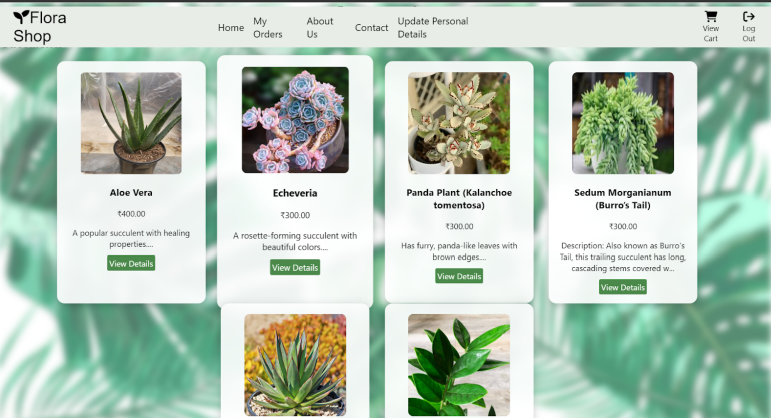 Flora
Shop
Home
My
Orders
About
Us
Contact
Update Personal
Details
View
Cart
Log
Out
Aloe Vera
₹400.00
A popular succulent with healing
properties....
View Details
Echeveria
₹300.00
A rosette-forming succulent with
beautiful colors....
View Details
Panda Plant (Kalanchoe
tomentosa)
₹300.00
Has furry, panda-like leaves with
brown edges....
View Details
Sedum Morganianum
(Burro's Tail)
₹300.00
Description: Also known as Burro's
Tail, this trailing succulent has long,
cascading stems covered w...
View Details